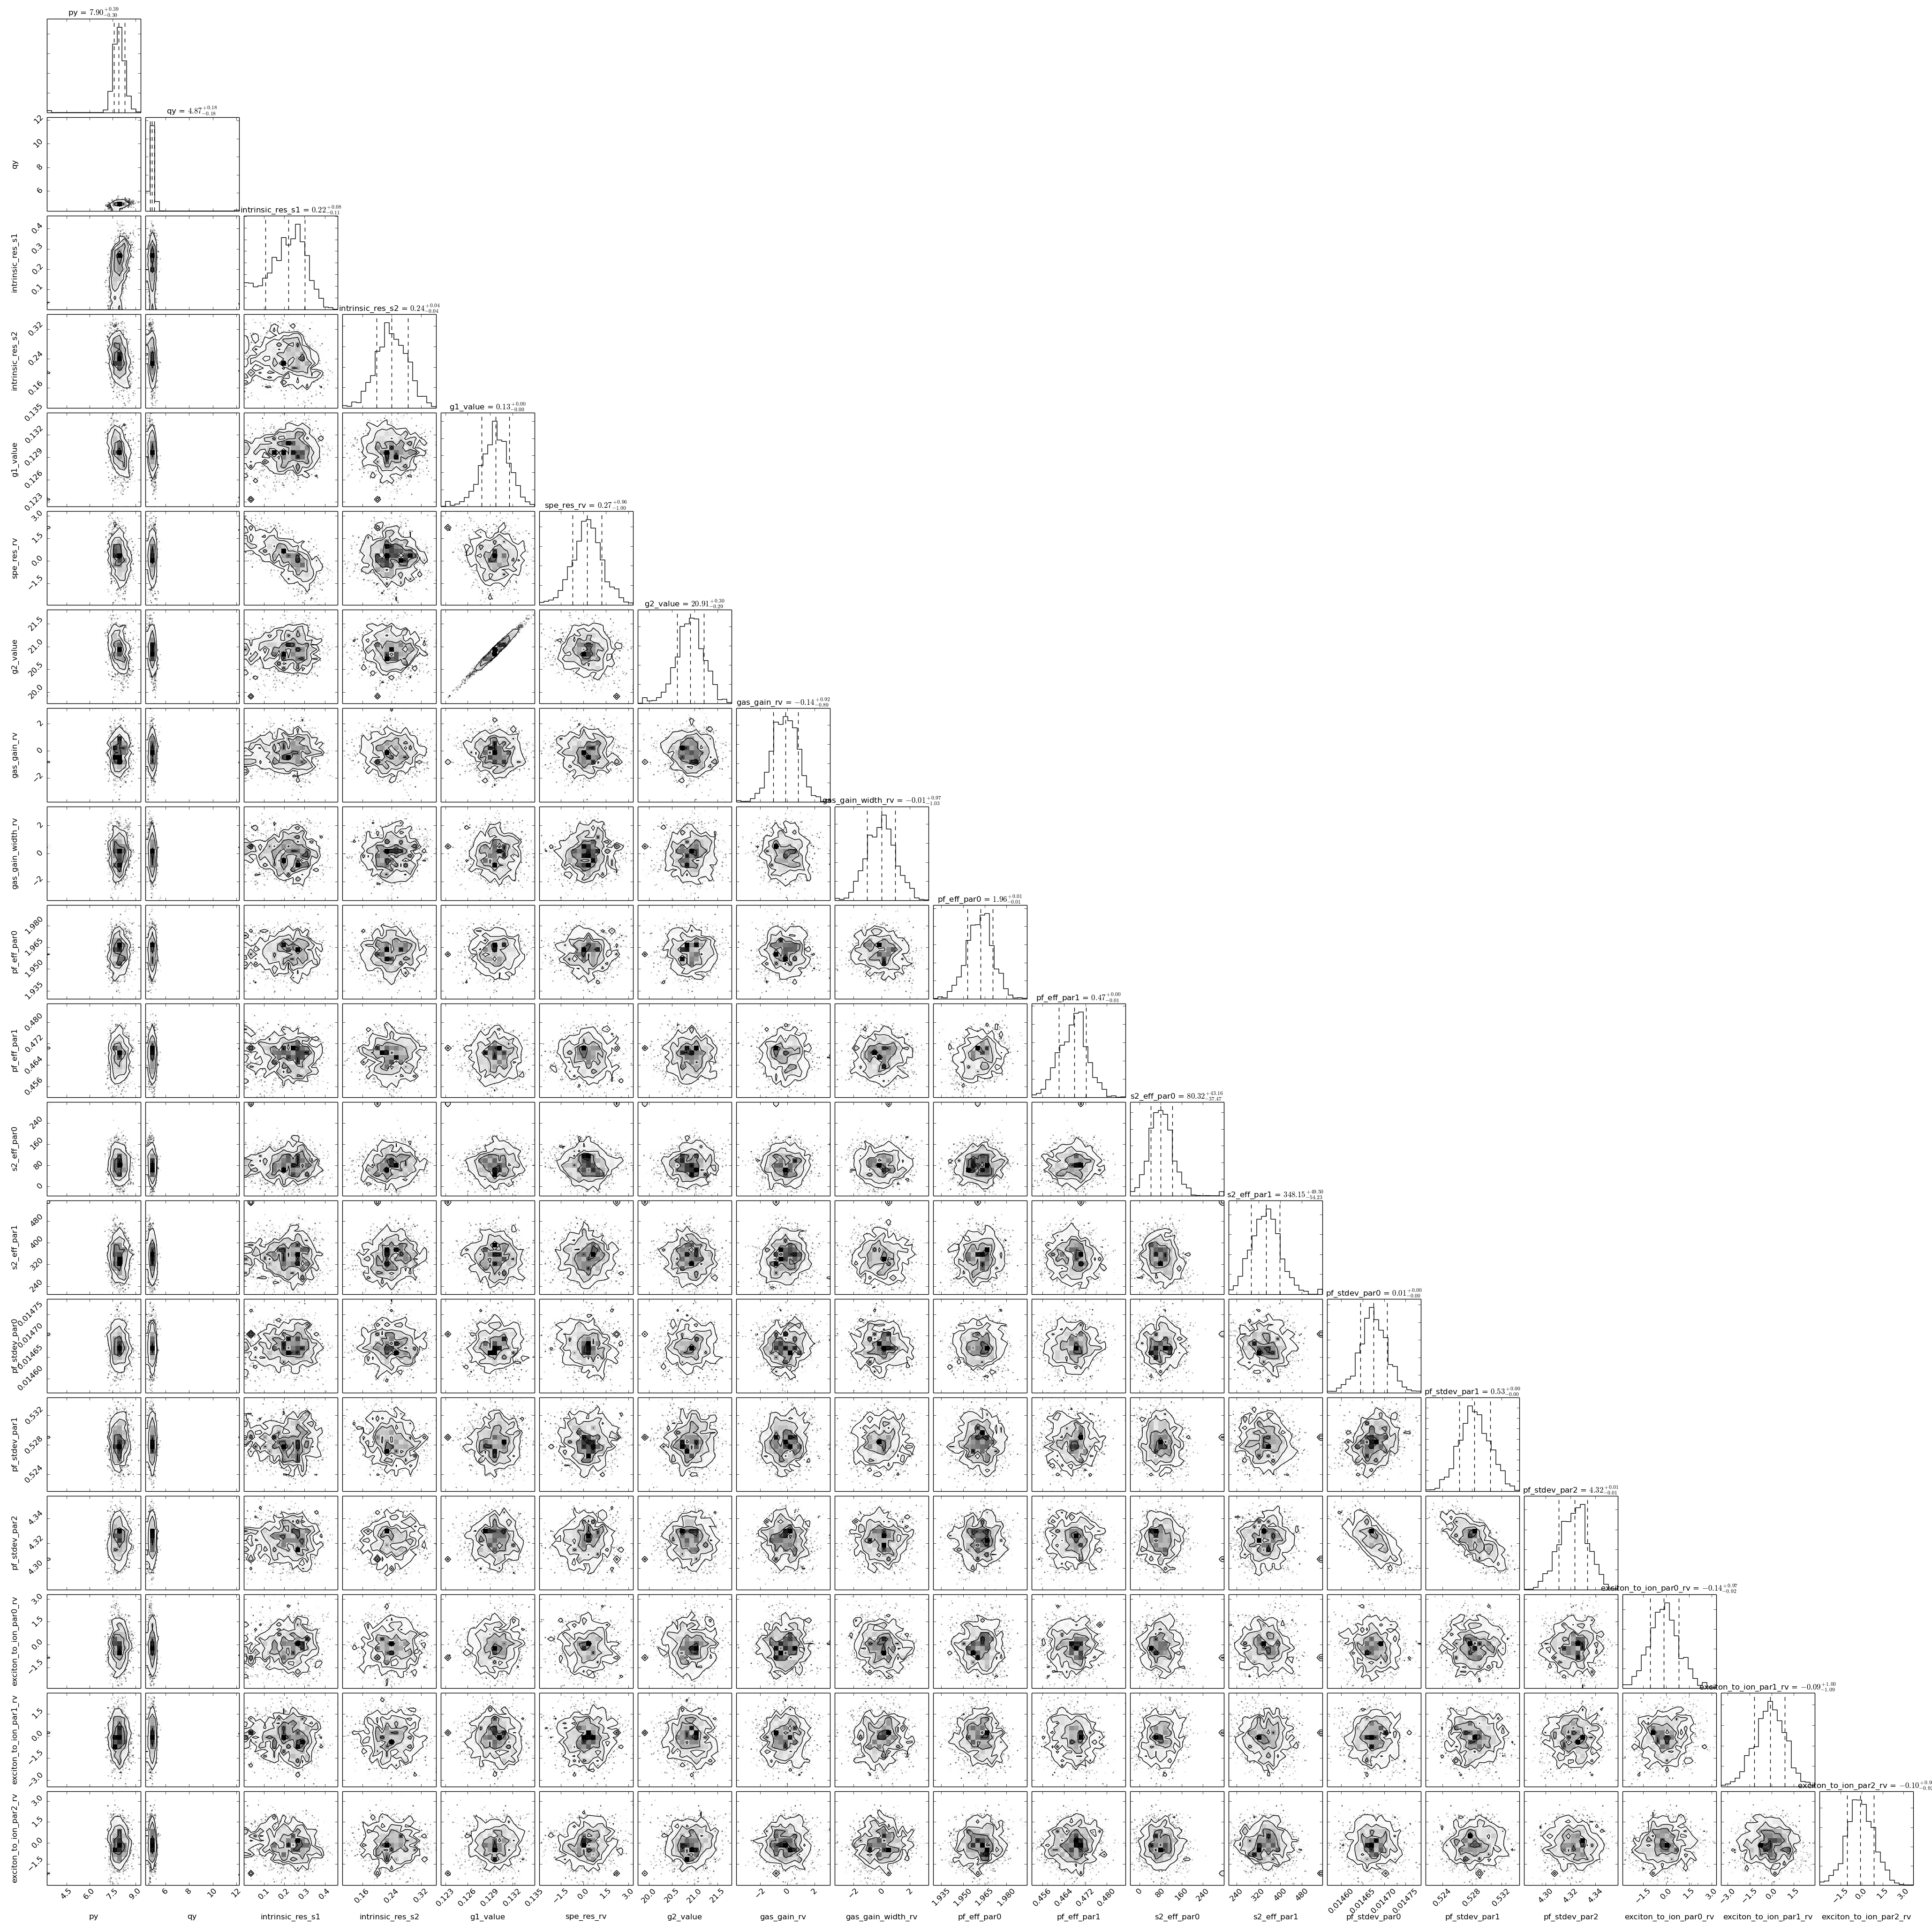 py = 7.90 +0.39 −0.30
qy = 4.87 +0.18 −0.18
12
10
8
6
qy
intrinsic_res_s1 = 0.22 +0.08 −0.11
0.4
0.3
0.2
0.1
intrinsic_res_s1
intrinsic_res_s2 = 0.24 +0.04 −0.04
0.32
0.24
0.16
intrinsic_res_s2
g1_value = 0.13 +0.00 −0.00
0.135
0.132
0.129
0.126
0.123
g1_value
spe_res_rv = 0.27 +0.96 −1.00
3.0
1.5
0.0
−1.5
spe_res_rv
g2_value = 20.91 +0.30 −0.29
21.5
21.0
20.5
20.0
g2_value
gas_gain_rv = −0.14 +0.92 −0.89
2
0
−2
gas_gain_rv
gas_gain_width_rv = −0.01 +0.97 −1.03
2
0
−2
gas_gain_width_rv
pf_eff_par0 = 1.96 +0.01 −0.01
1.980
1.965
1.950
1.935
pf_eff_par0
pf_eff_par1 = 0.47 +0.00 −0.01
0.480
0.472
0.464
0.456
pf_eff_par1
s2_eff_par0 = 80.32 +43.16 −37.47
240
160
80
0
s2_eff_par0
s2_eff_par1 = 348.15 +49.50 −54.23
480
400
320
240
s2_eff_par1
pf_stdev_par0 = 0.01 +0.00 −0.00
0.01475
0.01470
0.01465
0.01460
pf_stdev_par0
pf_stdev_par1 = 0.53 +0.00 −0.00
0.532
0.528
0.524
pf_stdev_par1
pf_stdev_par2 = 4.32 +0.01 −0.01
4.34
4.32
4.30
pf_stdev_par2
exciton_to_ion_par0_rv = −0.14 +0.97 −0.92
3.0
1.5
0.0
−1.5
exciton_to_ion_par0_rv
exciton_to_ion_par1_rv = −0.09 +1.00 −1.09
1.5
0.0
−1.5
−3.0
exciton_to_ion_par1_rv
exciton_to_ion_par2_rv = −0.10
3.0
1.5
0.0
−1.5
exciton_to_ion_par2_rv
4.5 6.0 7.5 9.0 6 8 10 12 0.1 0.2 0.3 0.4 0.16 0.24 0.32 0.123 0.126 0.129 0.132 0.135 −1.5 0.0 1.5 3.0 20.0 20.5 21.0 21.5 −2 0 2 −2 0 2 1.935 1.950 1.965 1.980 0.456 0.464 0.472 0.480 0 80 160 240 240 320 400 480 0.01460 0.01465 0.01470 0.01475 0.524 0.528 0.532 4.30 4.32 4.34 −1.5 0.0 1.5 3.0 −3.0 −1.5 0.0 1.5 −1.5 0.0 1.5 3.0
py qy intrinsic_res_s1 intrinsic_res_s2 g1_value spe_res_rv g2_value gas_gain_rv gas_gain_width_rv pf_eff_par0 pf_eff_par1 s2_eff_par0 s2_eff_par1 pf_stdev_par0 pf_stdev_par1 pf_stdev_par2 exciton_to_ion_par0_rv exciton_to_ion_par1_rv exciton_to_ion_par2_rv